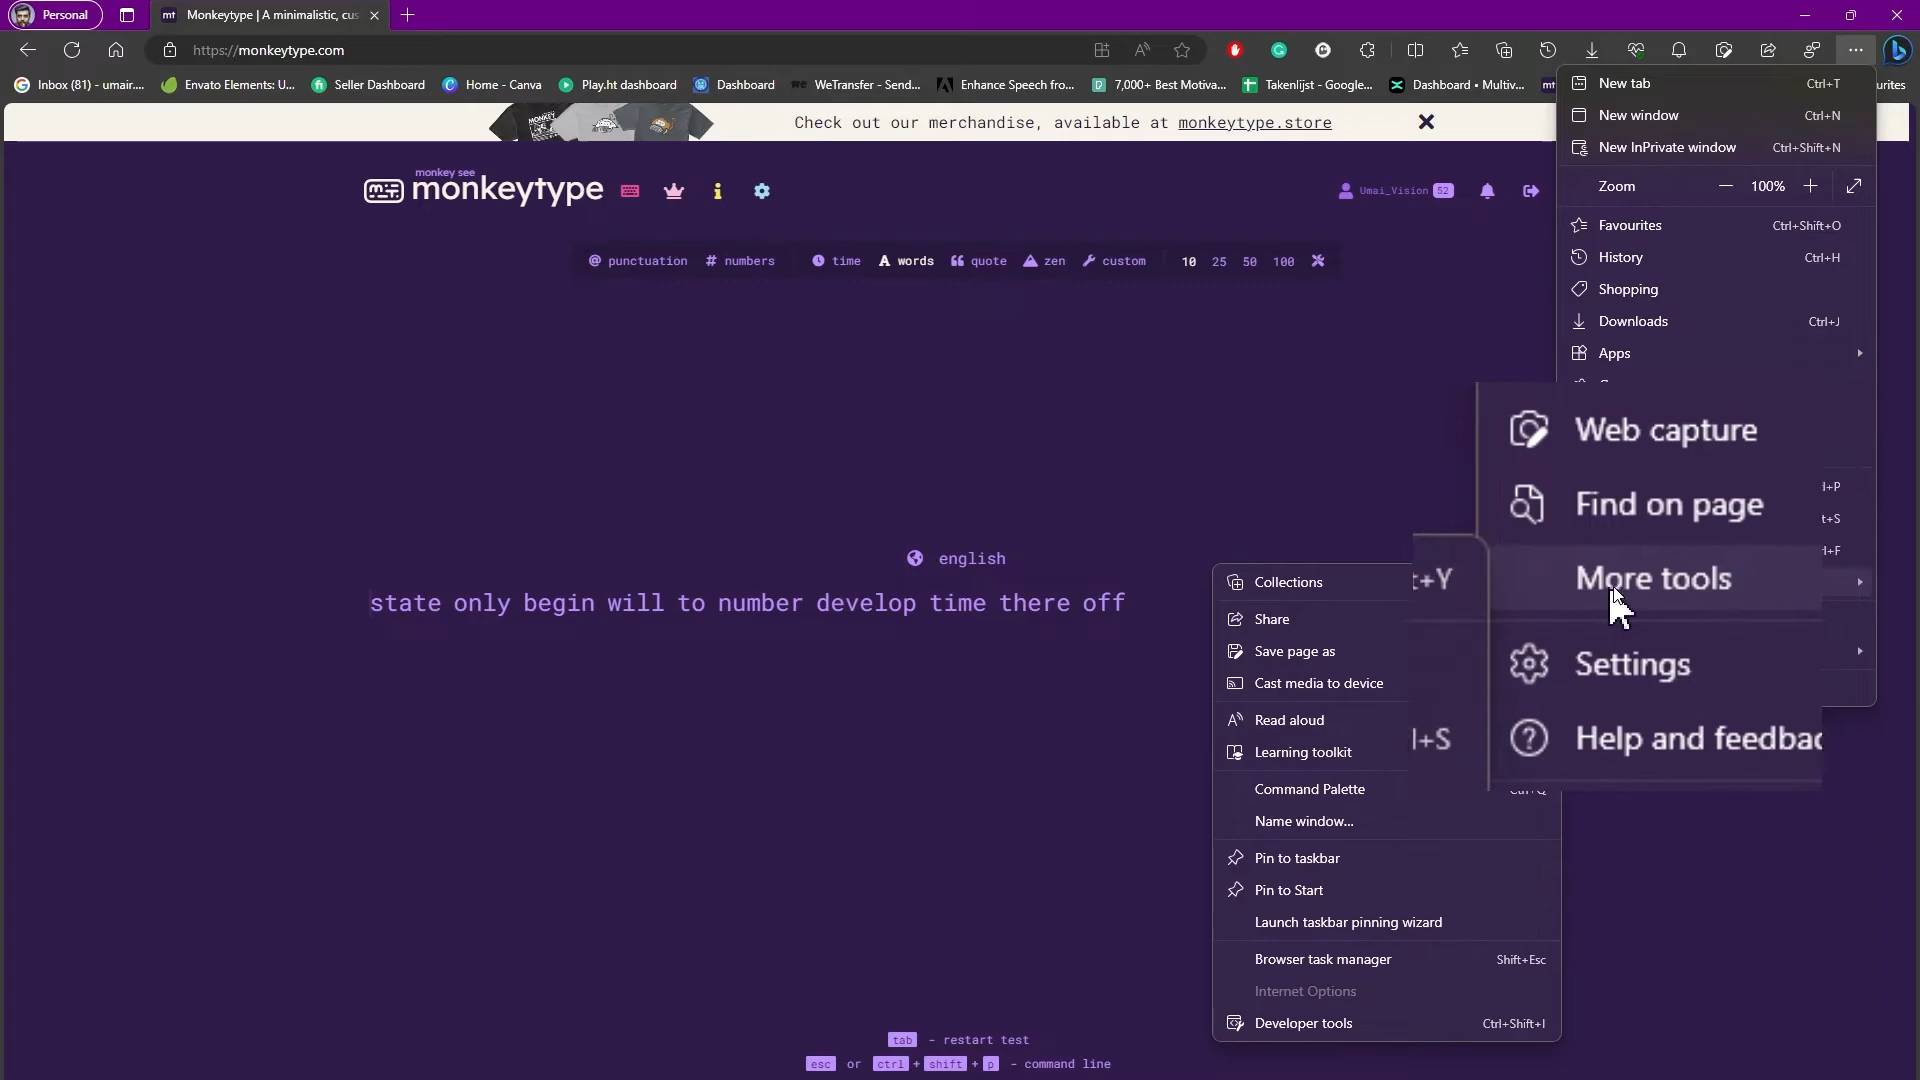 Personal
mt Monkeytype | A minimalistic, cus
https://monkeytype.com
Inbox (81) - umair.... Envato Elements: U... Seller Dashboard Home - Canva Play.ht dashboard Dashboard WeTransfer - Send... Enhance Speech fro... 7,000+ Best Motiva... Takenlijst - Google... Dashboard • Multiv... mt urites
Check out our merchandise, available at monkeytype.store
monkey see
monkeytype
Umai_Vision 52
@ punctuation # numbers time A words quote zen custom 10 25 50 100
english
state only begin will to number develop time there off
tab - restart test
esc or ctrl + shift + p - command line
New tab Ctrl+T
New window Ctrl+N
New InPrivate window Ctrl+Shift+N
Zoom — 100% +
Favourites Ctrl+Shift+O
History Ctrl+H
Shopping
Downloads Ctrl+J
Apps
Web capture
Find on page
More tools
Settings
Help and feedbac
l+P
t+S
l+F
t+Y
l+S
Collections
Share
Save page as
Cast media to device
Read aloud
Learning toolkit
Command Palette Ctrl+Q
Name window...
Pin to taskbar
Pin to Start
Launch taskbar pinning wizard
Browser task manager Shift+Esc
Internet Options
Developer tools Ctrl+Shift+I